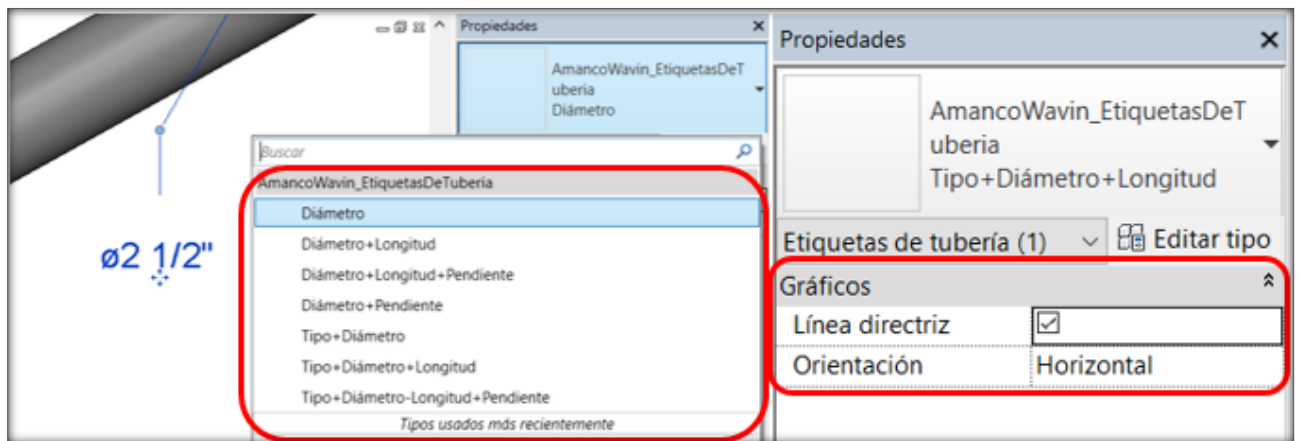 Propiedades
AmancoWavin_EtiquetasDeT
uberia
Diámetro
Buscar
AmancoWavin_EtiquetasDeTuberia
Diámetro
Diámetro+Longitud
Diámetro+Longitud+Pendiente
Diámetro+Pendiente
Tipo+Diámetro
Tipo+Diámetro+Longitud
Tipo+Diámetro-Longitud+Pendiente
Tipos usados más recientemente
ø2 1/2"
Propiedades
AmancoWavin_EtiquetasDeT
uberia
Tipo+Diámetro+Longitud
Etiquetas de tubería (1) Editar tipo
Gráficos
Línea directriz
Orientación Horizontal